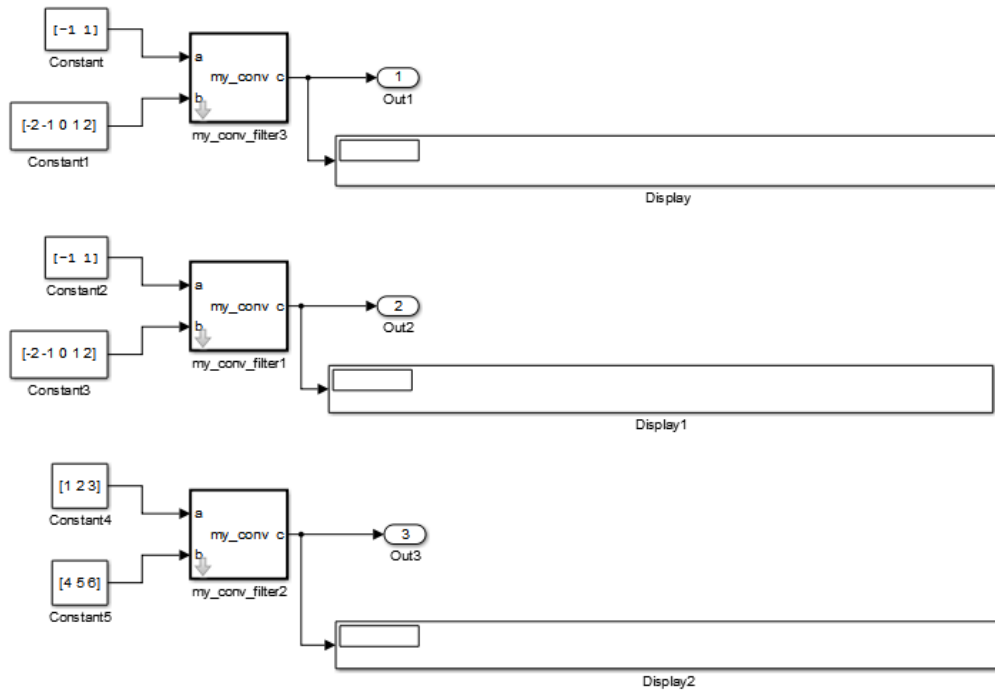 [-1 1]
Constant
a
my_conv c
b
my_conv_filter3
1
Out1
[-2 -1 0 1 2]
Constant1
Display
[-1 1]
Constant2
a
my_conv c
b
my_conv_filter1
2
Out2
[-2 -1 0 1 2]
Constant3
Display1
[1 2 3]
Constant4
a
my_conv c
b
my_conv_filter2
3
Out3
[4 5 6]
Constant5
Display2